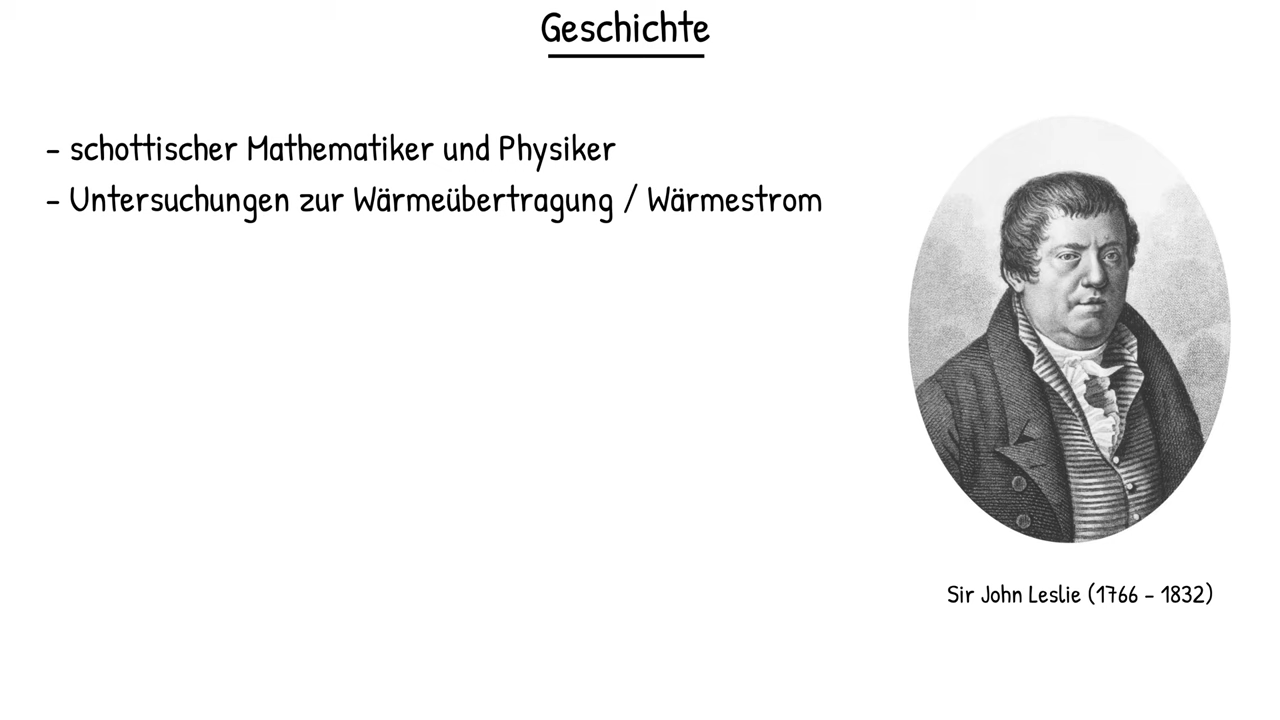 Geschichte
- schottischer Mathematiker und Physiker
- Untersuchungen zur Wärmeübertragung / Wärmestrom
Sir John Leslie (1766 - 1832)